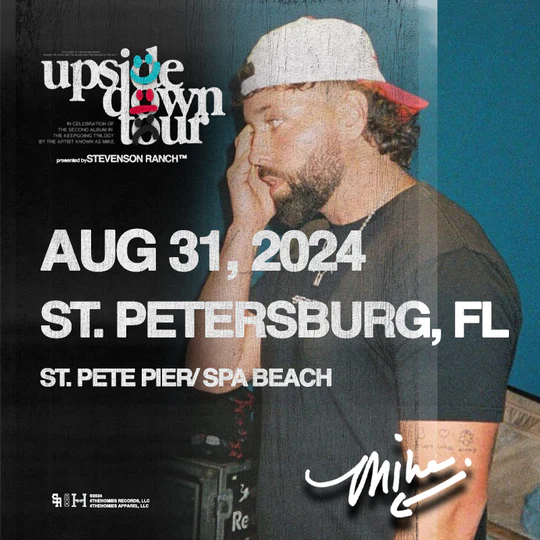 upside
down
tour
IN CELEBRATION OF
THE SECOND ALBUM IN
THE KEEPGOING TRILOGY
BY THE ARTIST KNOWN AS MIKE.
presented by STEVENSON RANCH™
AUG 31, 2024
ST. PETERSBURG, FL
ST. PETE PIER/ SPA BEACH
mike.
©2024
4THEHOMIES RECORDS, LLC
4THEHOMIES APPAREL, LLC
Re